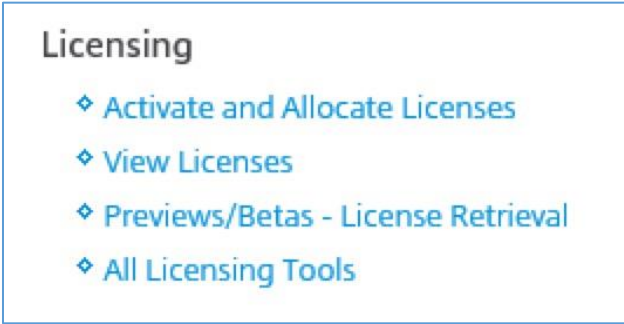 Licensing
Activate and Allocate Licenses
View Licenses
Previews/Betas - License Retrieval
All Licensing Tools